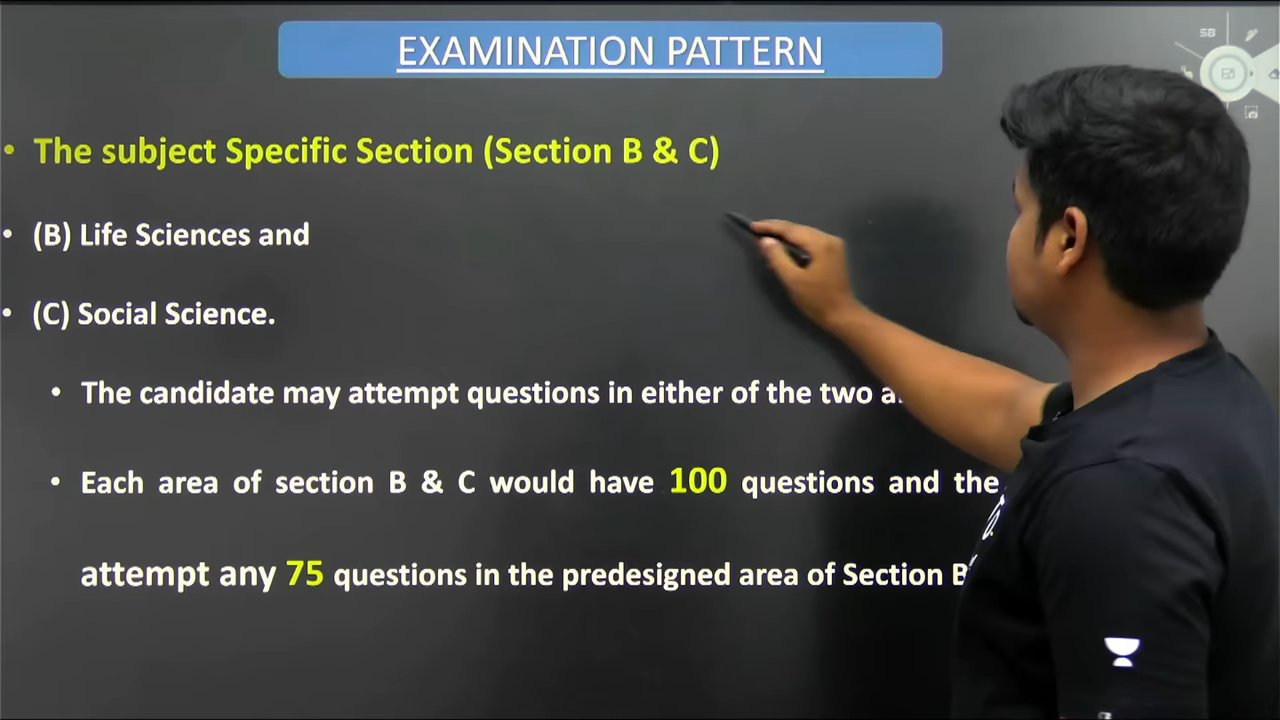 EXAMINATION PATTERN
58
• The subject Specific Section (Section B & C)
• (B) Life Sciences and
• (C) Social Science.
• The candidate may attempt questions in either of the two
• Each area of section B & C would have 100 questions and the
attempt any 75 questions in the predesigned area of Section B